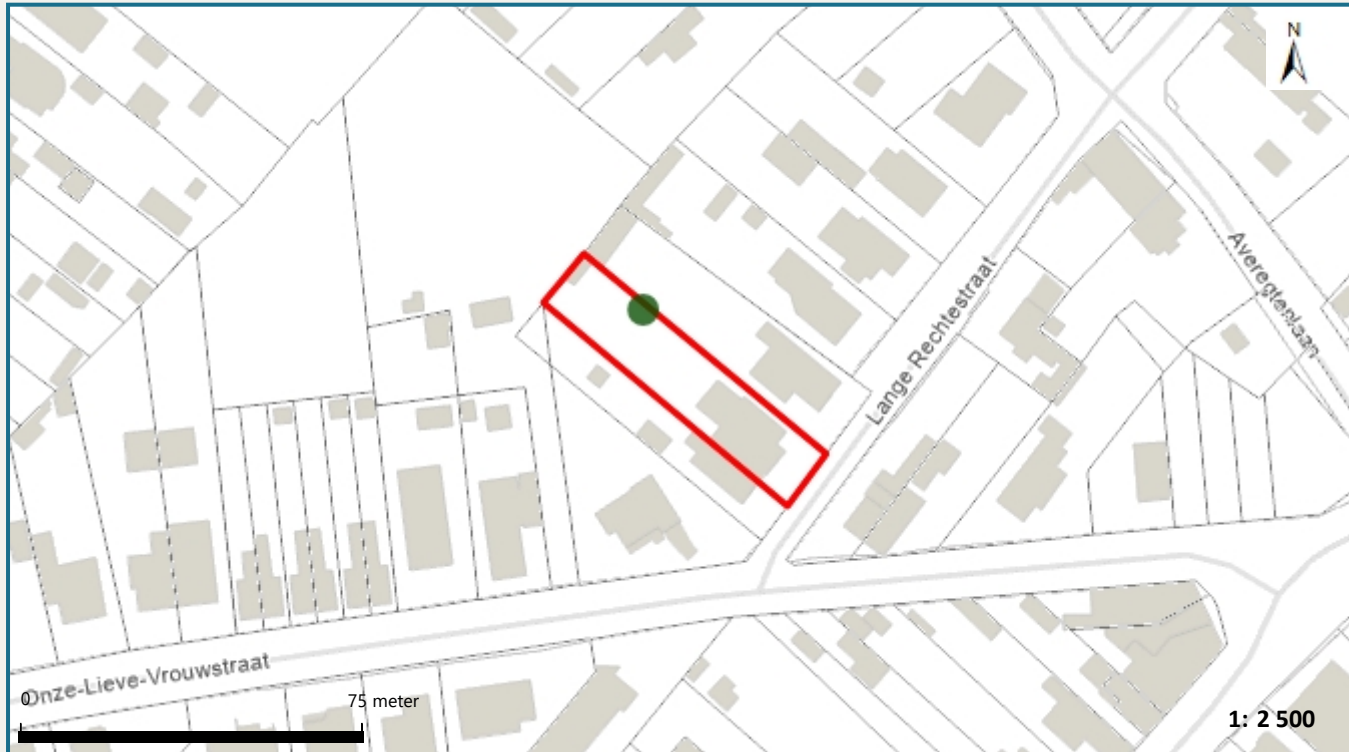 N
Averegtenlaan
Lange Rechtestraat
Onze-Lieve-Vrouwstraat
0
75 meter
1: 2 500